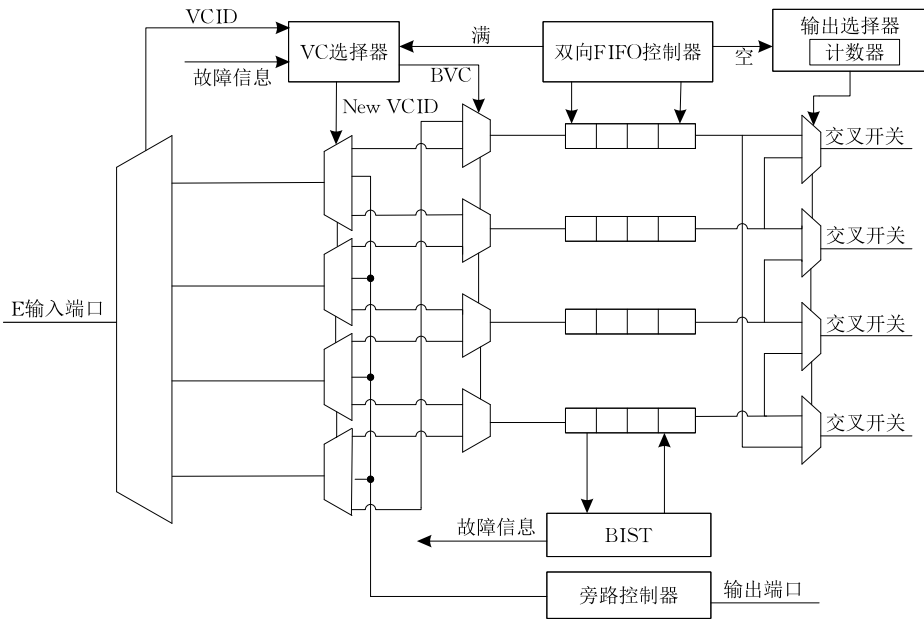 VCID
VC选择器
满
双向FIFO控制器
空
输出选择器
计数器
故障信息
BVC
New VCID
交叉开关
交叉开关
E输入端口
交叉开关
交叉开关
故障信息
BIST
旁路控制器
输出端口